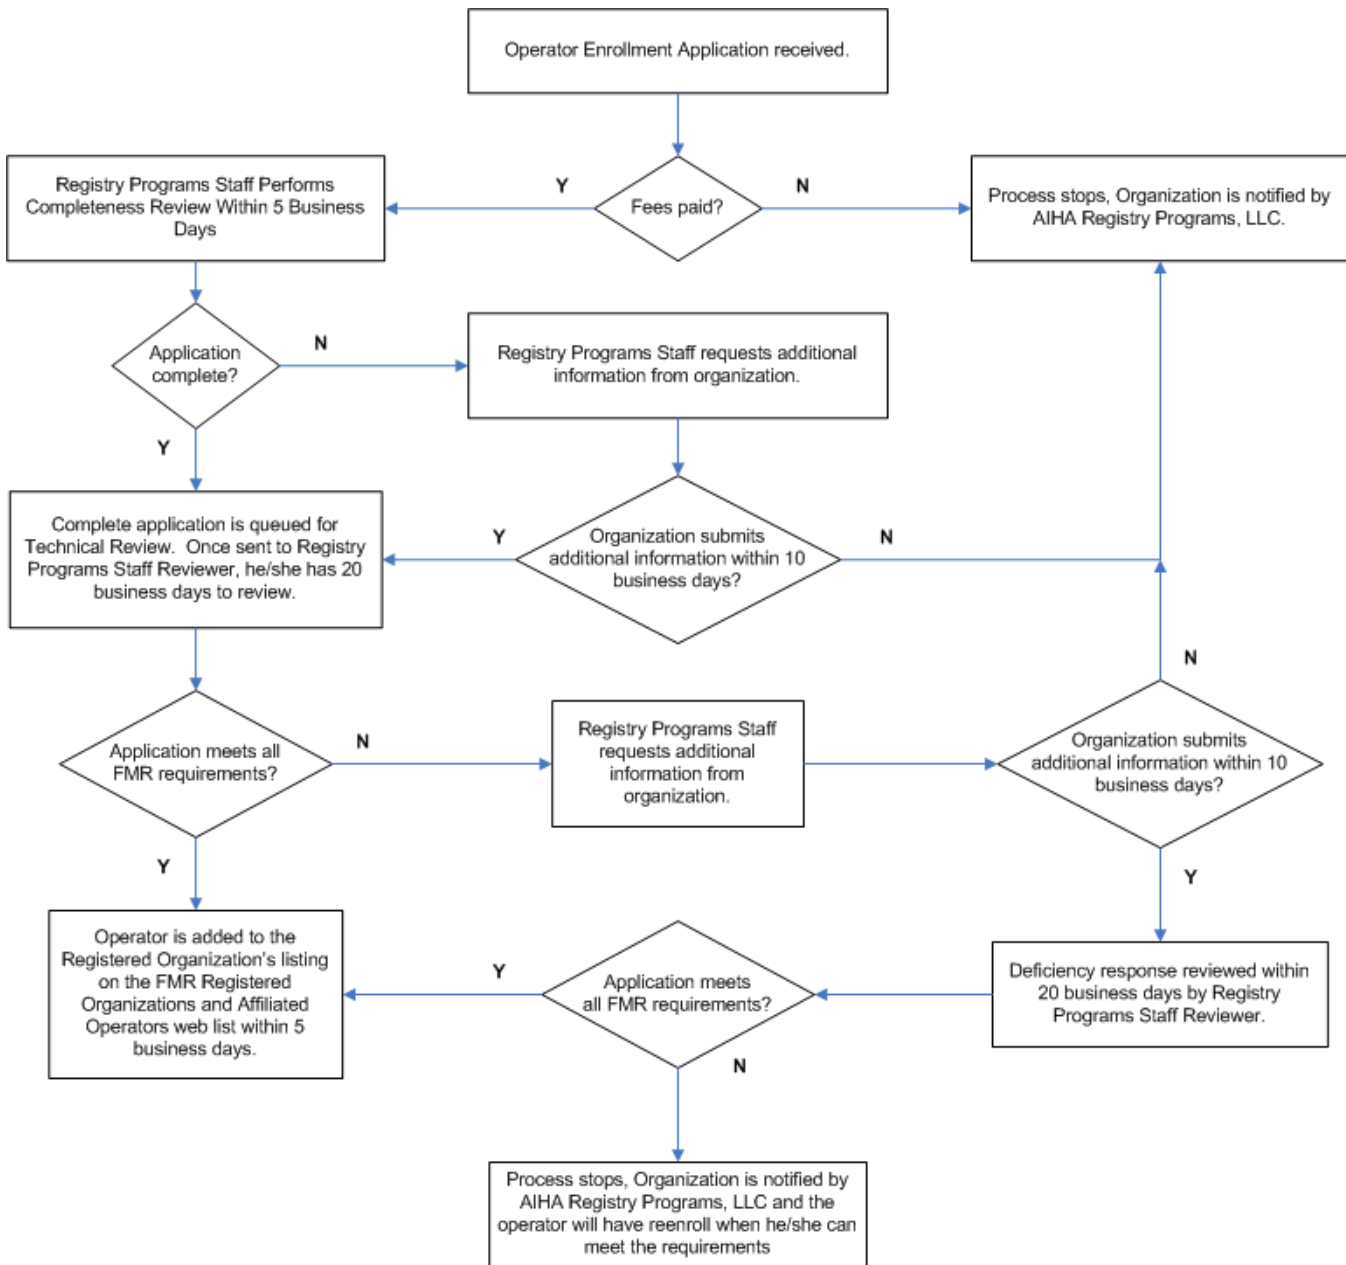 Operator Enrollment Application received.
Y
N
Fees paid?
Registry Programs Staff Performs
Completeness Review Within 5 Business
Days
Process stops, Organization is notified by
AIHA Registry Programs, LLC.
Application
complete?
N
Y
Registry Programs Staff requests additional
information from organization.
Complete application is queued for
Technical Review.  Once sent to Registry
Programs Staff Reviewer, he/she has 20
business days to review.
Y
Organization submits
additional information within 10
business days?
N
Application meets all
FMR requirements?
N
Y
Registry Programs Staff
requests additional
information from
organization.
N
Organization submits
additional information within 10
business days?
Y
Operator is added to the
Registered Organization's listing
on the FMR Registered
Organizations and Affiliated
Operators web list within 5
business days.
Y
Application meets
all FMR requirements?
N
Deficiency response reviewed within
20 business days by Registry
Programs Staff Reviewer.
Process stops, Organization is notified by
AIHA Registry Programs, LLC and the
operator will have reenroll when he/she can
meet the requirements